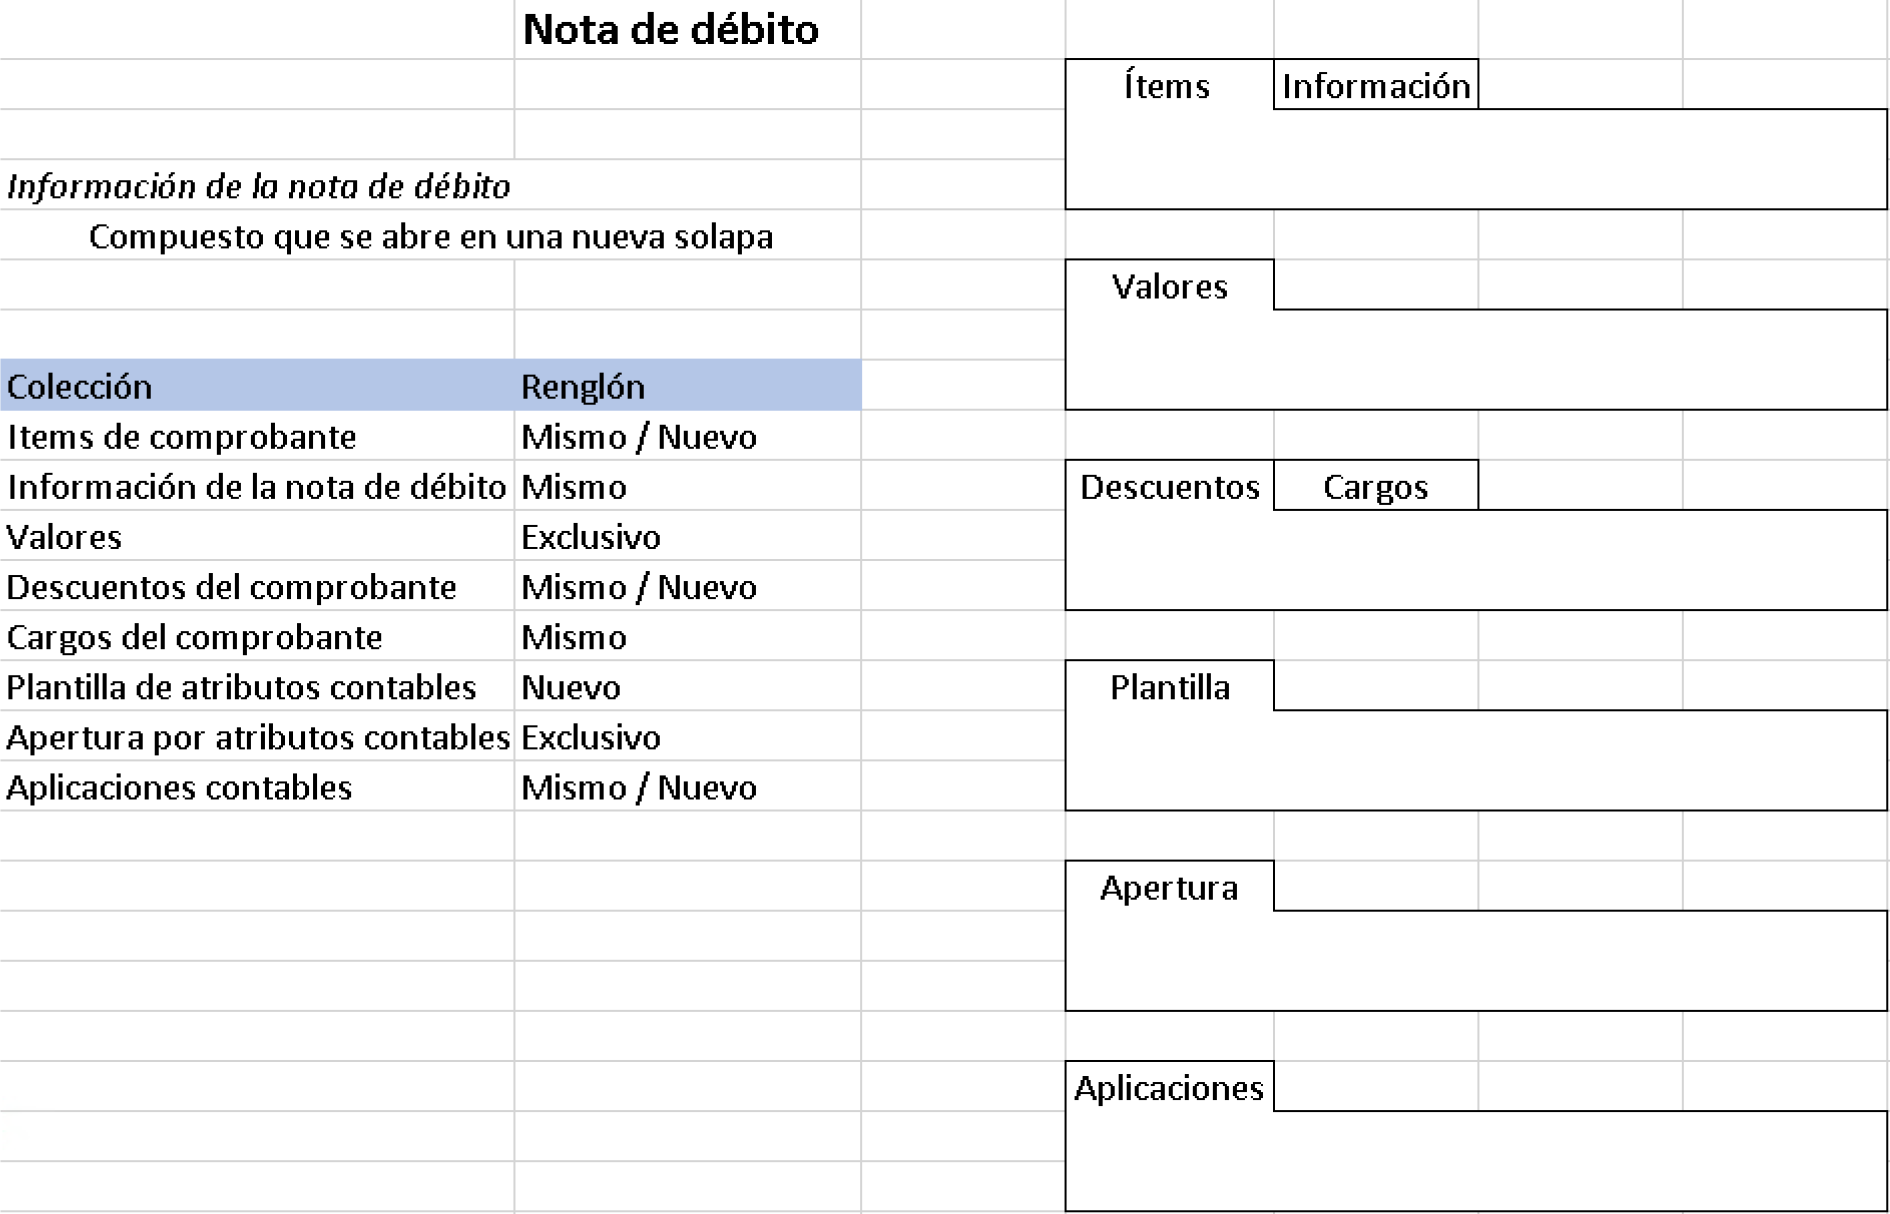 Nota de débito
Ítems Información
Información de la nota de débito
Compuesto que se abre en una nueva solapa
Valores
Colección Renglón
Items de comprobante Mismo / Nuevo
Información de la nota de débito Mismo
Descuentos Cargos
Valores Exclusivo
Descuentos del comprobante Mismo / Nuevo
Cargos del comprobante Mismo
Plantilla de atributos contables Nuevo
Plantilla
Apertura por atributos contables Exclusivo
Aplicaciones contables Mismo / Nuevo
Apertura
Aplicaciones